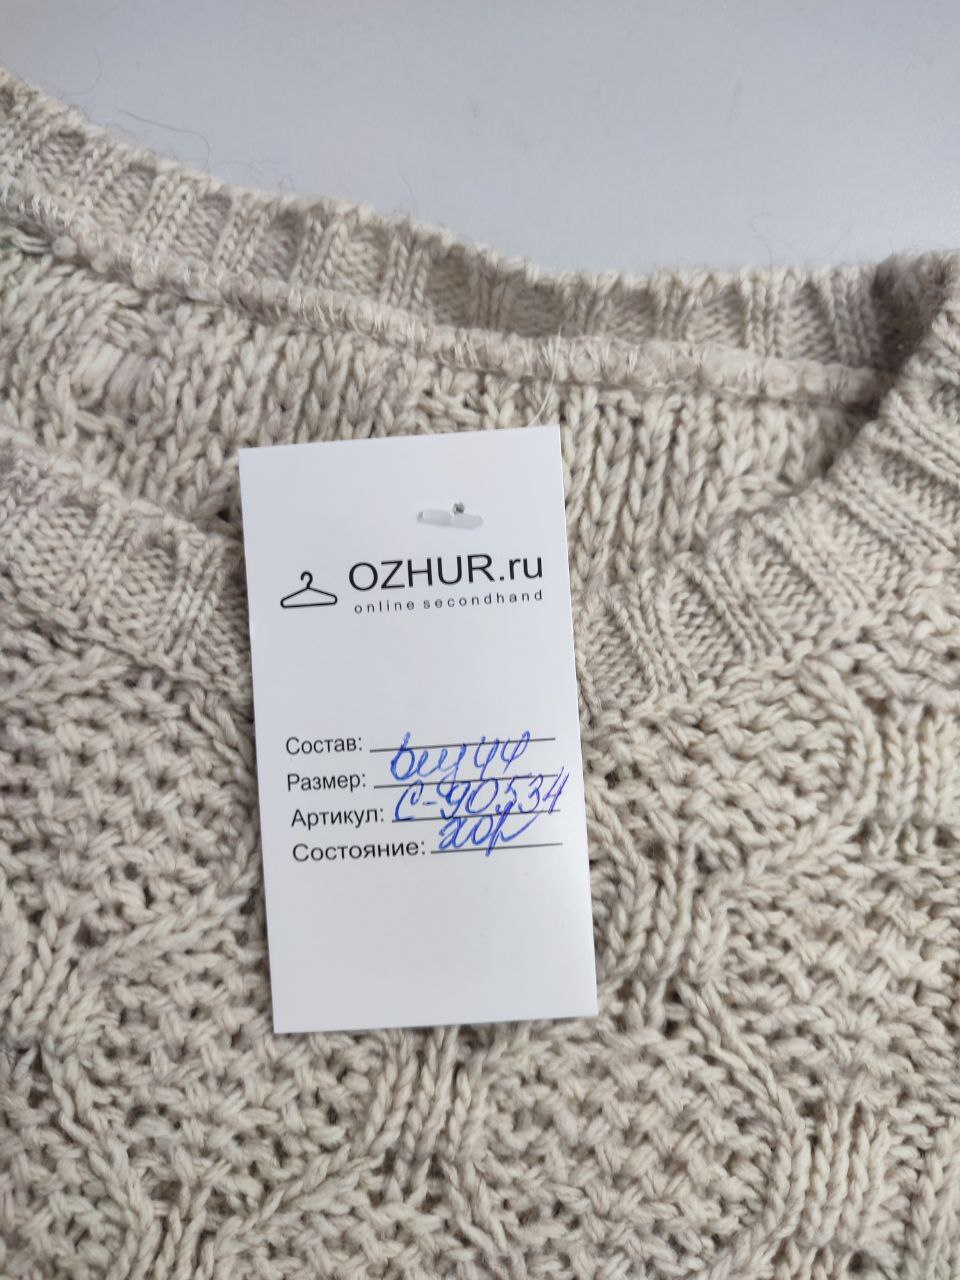 OZHUR.ru
online secondhand
Состав:
Размер: 44
Артикул: С-90534
Состояние: хор